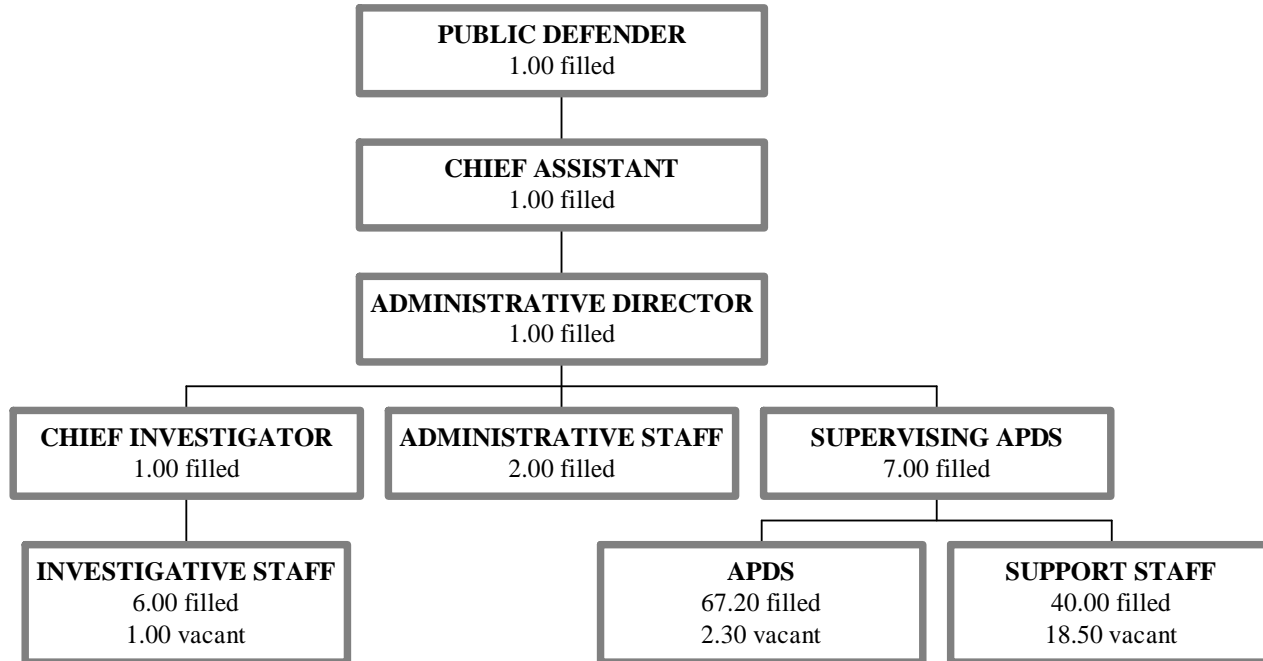 PUBLIC DEFENDER
1.00 filled
CHIEF ASSISTANT
1.00 filled
ADMINISTRATIVE DIRECTOR
1.00 filled
CHIEF INVESTIGATOR
1.00 filled
ADMINISTRATIVE STAFF
2.00 filled
SUPERVISING APDS
7.00 filled
INVESTIGATIVE STAFF
6.00 filled
1.00 vacant
APDS
67.20 filled
2.30 vacant
SUPPORT STAFF
40.00 filled
18.50 vacant